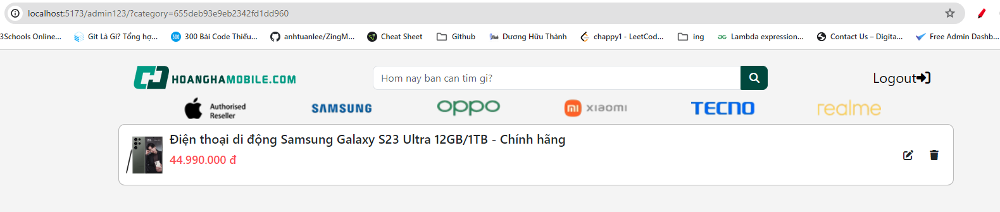 localhost:5173/admin123/?category=655deb93e9eb2342fd1dd960
3Schools Online... Git Là Gì? Tổng hợ... 300 Bài Code Thiếu... anhtuanlee/ZingM... Cheat Sheet Github Dương Hữu Thành chappy1 - LeetCod... ing Lambda expression... Contact Us – Digita... Free Admin Dashb...
HOANGHAMOBILE.COM Hom nay ban can tim gi? Logout
Authorised
Reseller
SAMSUNG oppo mi xiaomi TECNO realme
Điện thoại di động Samsung Galaxy S23 Ultra 12GB/1TB - Chính hãng
44.990.000 đ